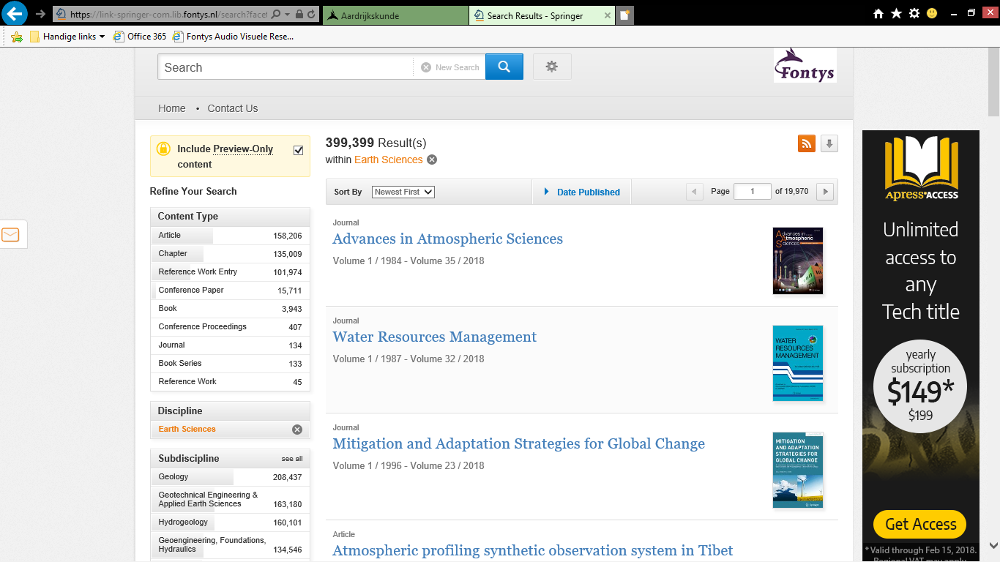 https://link-springer-com.lib.fontys.nl/search?facet
Aardrijkskunde
Search Results - Springer
Handige links
Office 365
Fontys Audio Visuele Rese...
Search
New Search
Fontys
Home • Contact Us
Include Preview-Only
content
Refine Your Search
Content Type
Article 158,206
Chapter 135,009
Reference Work Entry 101,974
Conference Paper 15,711
Book 3,943
Conference Proceedings 407
Journal 134
Book Series 133
Reference Work 45
Discipline
Earth Sciences
Subdiscipline see all
Geology 208,437
Geotechnical Engineering &
Applied Earth Sciences 163,180
Hydrogeology 160,101
Geoengineering, Foundations,
Hydraulics 134,546
399,399 Result(s)
within Earth Sciences
Sort By Newest First
Date Published
Page 1 of 19,970
Journal
Advances in Atmospheric Sciences
Volume 1 / 1984 - Volume 35 / 2018
Advances in
Atmospheric
Sciences
Journal
Water Resources Management
Volume 1 / 1987 - Volume 32 / 2018
WATER
RESOURCES
MANAGEMENT
Journal
Mitigation and Adaptation Strategies for Global Change
Volume 1 / 1996 - Volume 23 / 2018
MITIGATION
AND ADAPTATION
STRATEGIES FOR
GLOBAL CHANGE
Article
Atmospheric profiling synthetic observation system in Tibet
Apress®ACCESS
Unlimited
access to
any
Tech title
yearly
subscription
$149*
$199
Get Access
* Valid through Feb 15, 2018.
Regional VAT may apply.